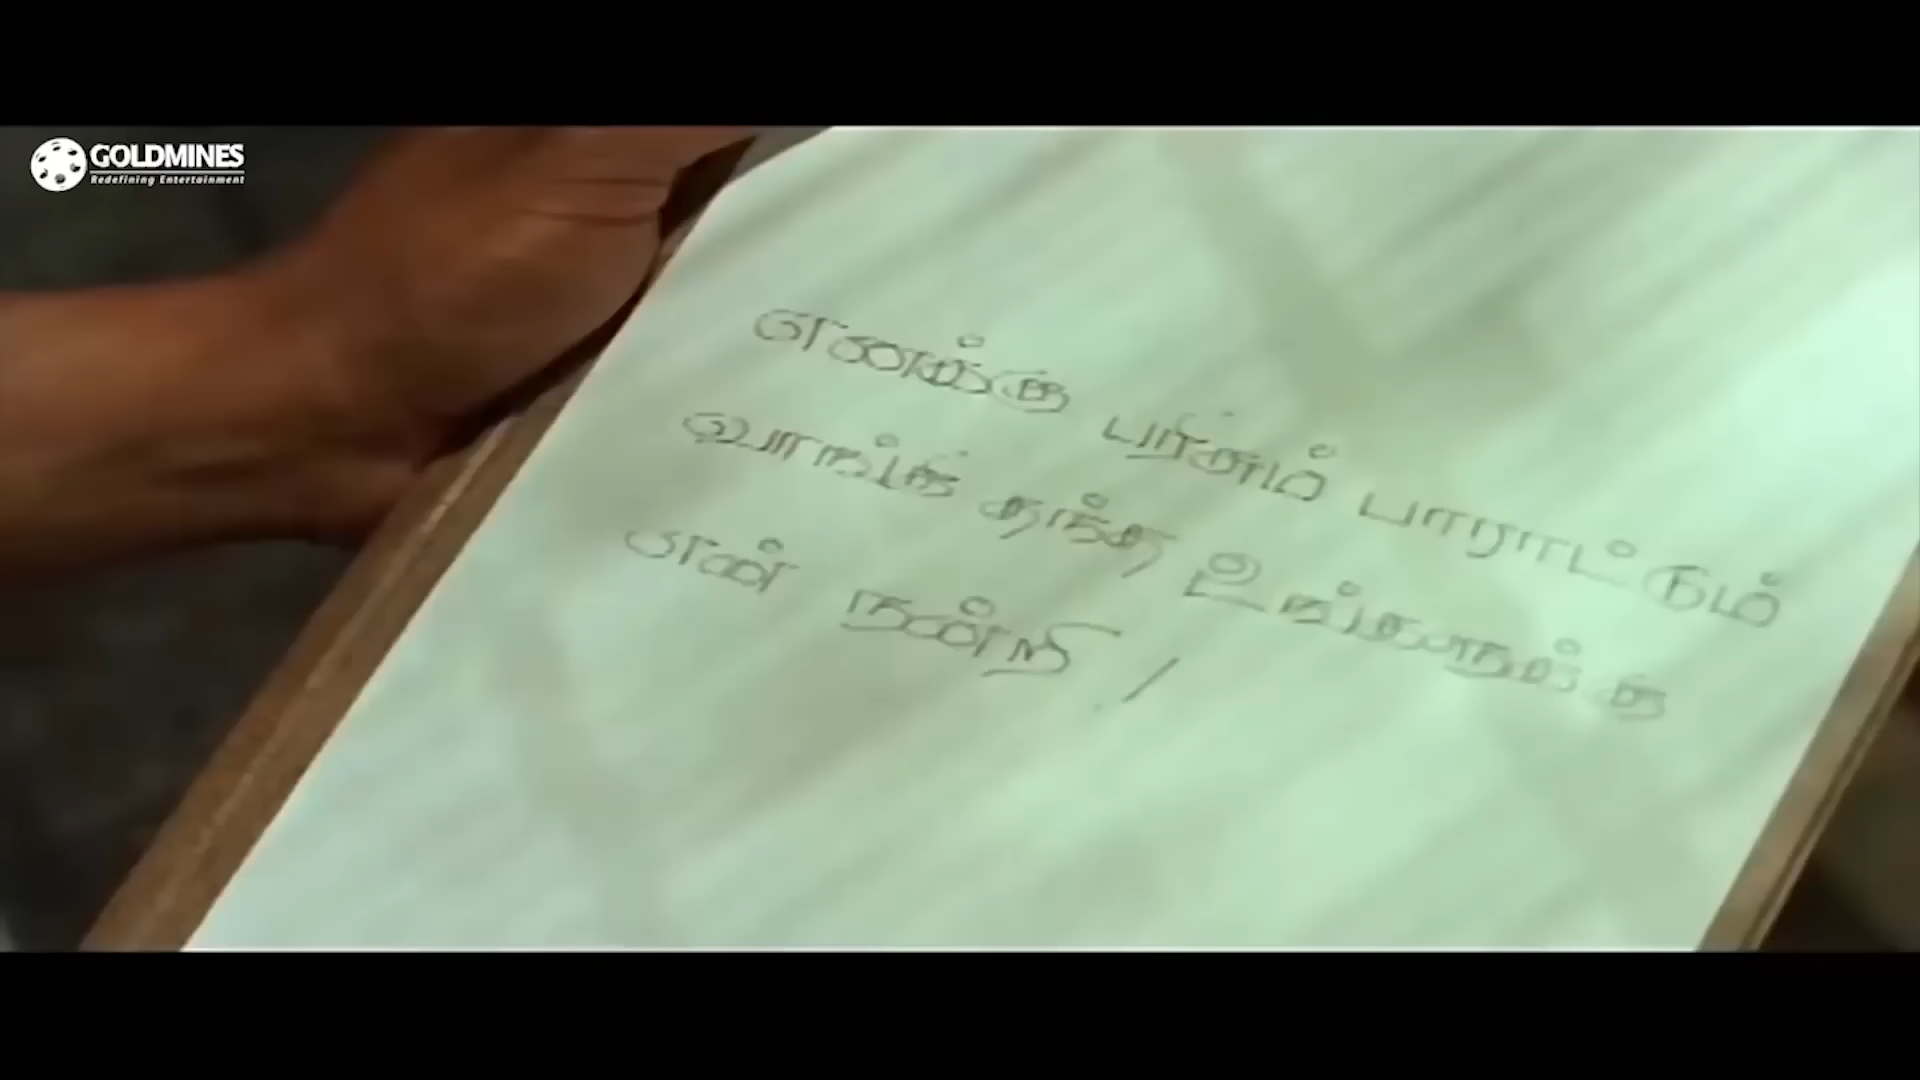 GOLDMINES
Redefining Entertainment
எனக்கு பரிசும் பாராட்டும்
வாங்கி தந்த உங்களுக்கு
என் நன்றி !